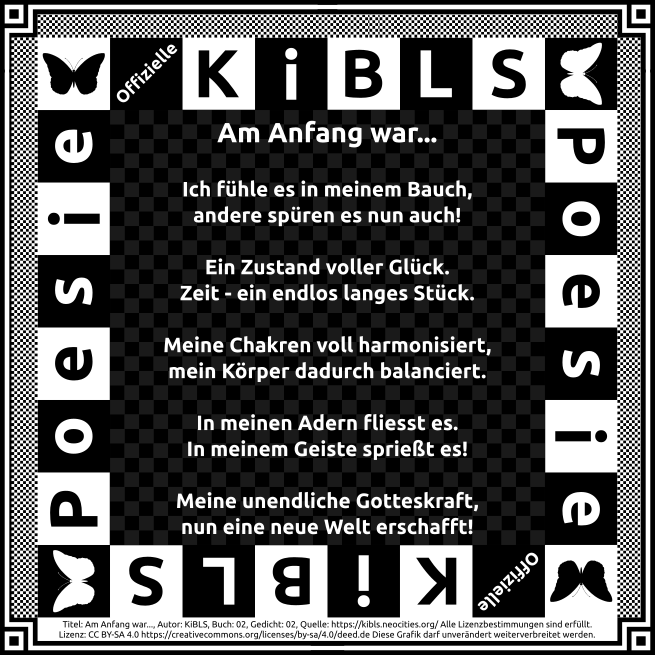 Offizielle
KiBLS
Poesie
Poesie
Am Anfang war...
Ich fühle es in meinem Bauch,
andere spüren es nun auch!
Ein Zustand voller Glück.
Zeit - ein endlos langes Stück.
Meine Chakren voll harmonisiert,
mein Körper dadurch balanciert.
In meinen Adern fliesst es.
In meinem Geiste sprießt es!
Meine unendliche Gotteskraft,
nun eine neue Welt erschafft!
Offizielle
KiBLS
Titel: Am Anfang war..., Autor: KiBLS, Buch: 02, Gedicht: 02, Quelle: https://kibls.neocities.org/ Alle Lizenzbestimmungen sind erfüllt.
Lizenz: CC BY-SA 4.0 https://creativecommons.org/licenses/by-sa/4.0/deed.de Diese Grafik darf unverändert weiterverbreitet werden.